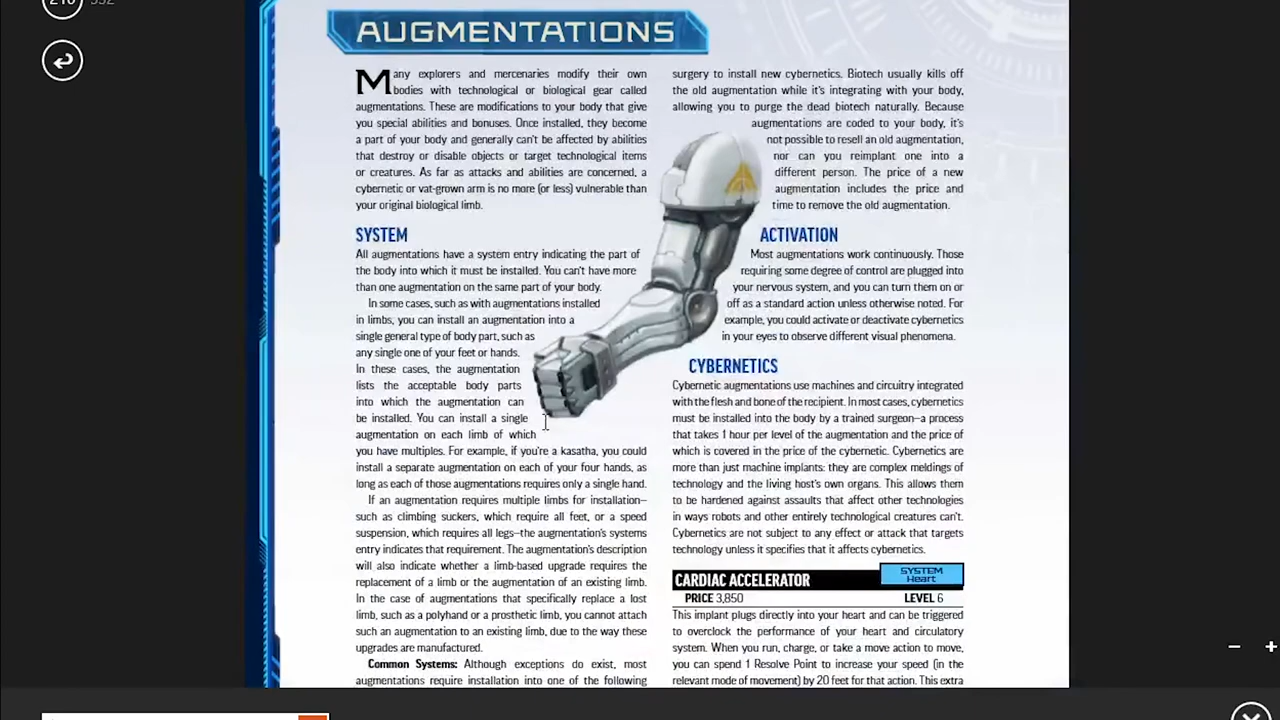 AUGMENTATIONS
Many explorers and mercenaries modify their own
bodies with technological or biological gear called
augmentations. These are modifications to your body that give
you special abilities and bonuses. Once installed, they become
a part of your body and generally can't be affected by abilities
that destroy or disable objects or target technological items
or creatures. As far as attacks and abilities are concerned, a
cybernetic or vat-grown arm is no more (or less) vulnerable than
your original biological limb.
SYSTEM
All augmentations have a system entry indicating the part of
the body into which it must be installed. You can't have more
than one augmentation on the same part of your body.
In some cases, such as with augmentations installed
in limbs, you can install an augmentation into a
single general type of body part, such as
any single one of your feet or hands.
In these cases, the augmentation
lists the acceptable body parts
into which the augmentation can
be installed. You can install a single
augmentation on each limb of which
you have multiples. For example, if you're a kasatha, you could
install a separate augmentation on each of your four hands, as
long as each of those augmentations requires only a single hand.
If an augmentation requires multiple limbs for installation—
such as climbing suckers, which require all feet, or a speed
suspension, which requires all legs—the augmentation's systems
entry indicates that requirement. The augmentation's description
will also indicate whether a limb-based upgrade requires the
replacement of a limb or the augmentation of an existing limb.
In the case of augmentations that specifically replace a lost
limb, such as a polyhand or a prosthetic limb, you cannot attach
such an augmentation to an existing limb, due to the way these
upgrades are manufactured.
Common Systems: Although exceptions do exist, most
augmentations require installation into one of the following
surgery to install new cybernetics. Biotech usually kills off
the old augmentation while it's integrating with your body,
allowing you to purge the dead biotech naturally. Because
augmentations are coded to your body, it's
not possible to resell an old augmentation,
nor can you reimplant one into a
different person. The price of a new
augmentation includes the price and
time to remove the old augmentation.
ACTIVATION
Most augmentations work continuously. Those
requiring some degree of control are plugged into
your nervous system, and you can turn them on or
off as a standard action unless otherwise noted. For
example, you could activate or deactivate cybernetics
in your eyes to observe different visual phenomena.
CYBERNETICS
Cybernetic augmentations use machines and circuitry integrated
with the flesh and bone of the recipient. In most cases, cybernetics
must be installed into the body by a trained surgeon—a process
that takes 1 hour per level of the augmentation and the price of
which is covered in the price of the cybernetic. Cybernetics are
more than just machine implants: they are complex meldings of
technology and the living host's own organs. This allows them
to be hardened against assaults that affect other technologies
in ways robots and other entirely technological creatures can't.
Cybernetics are not subject to any effect or attack that targets
technology unless it specifies that it affects cybernetics.
CARDIAC ACCELERATOR
SYSTEM
Heart
PRICE 3,850 LEVEL 6
This implant plugs directly into your heart and can be triggered
to overclock the performance of your heart and circulatory
system. When you run, charge, or take a move action to move,
you can spend 1 Resolve Point to increase your speed (in the
relevant mode of movement) by 20 feet for that action. This extra